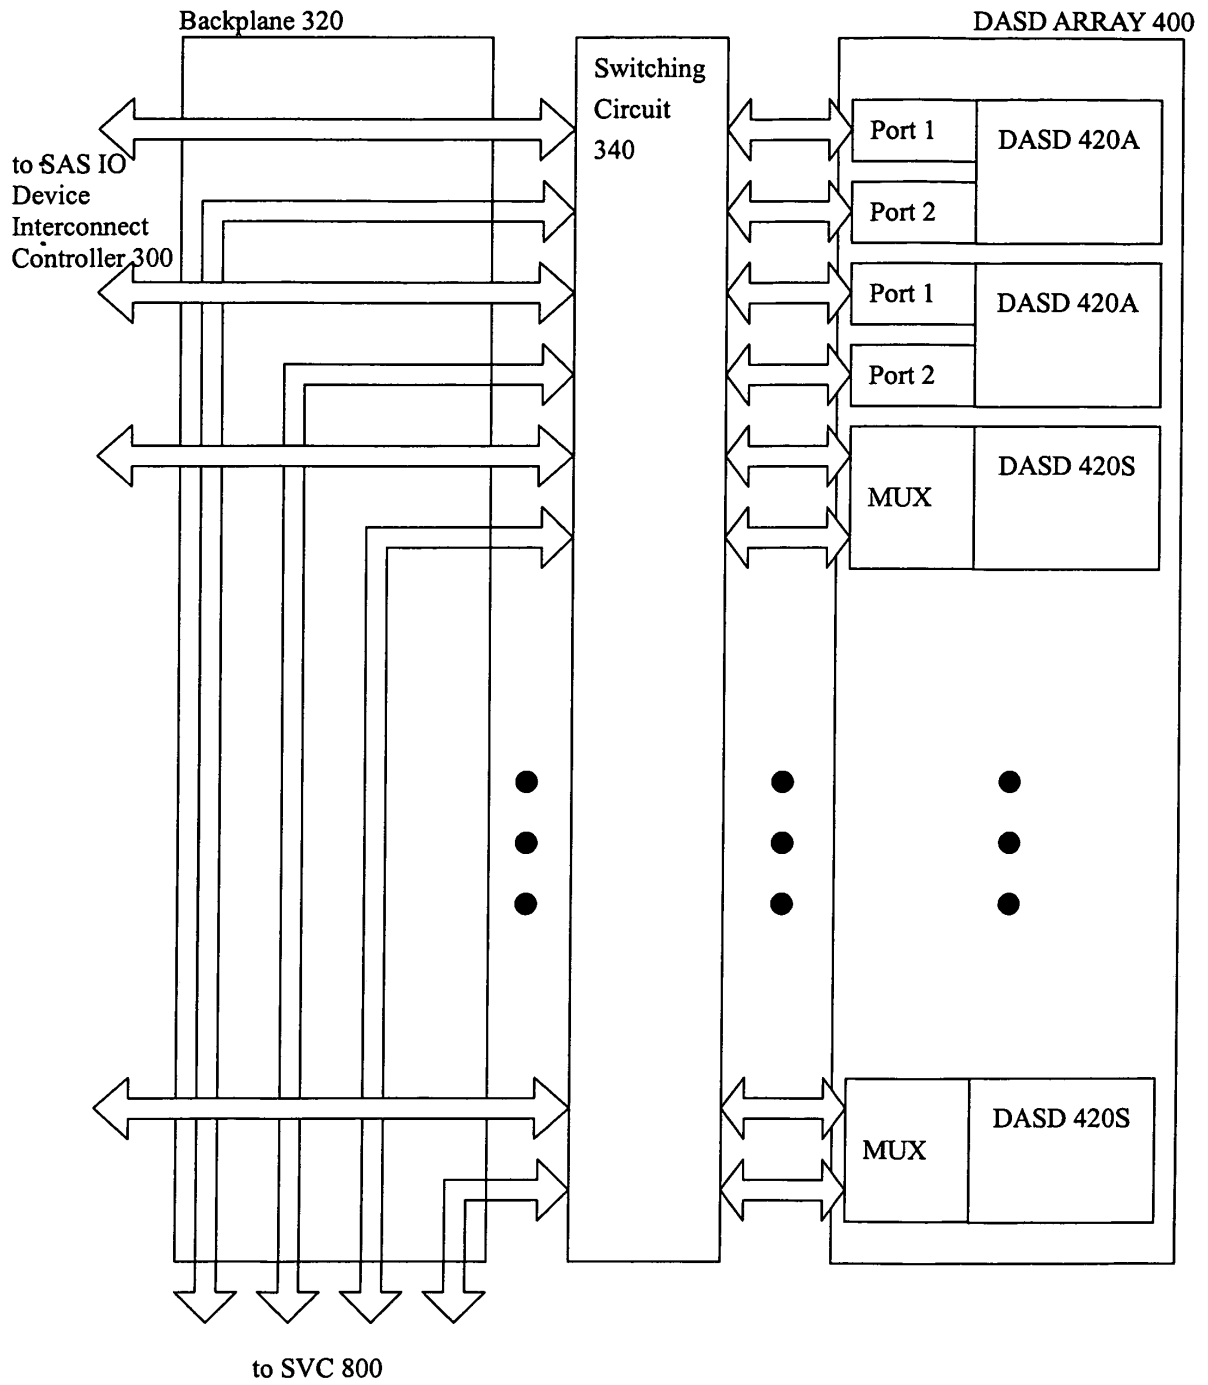 Backplane 320
DASD ARRAY 400
Switching
Circuit
340
to SAS IO
Device
Interconnect
Controller 300
Port 1
DASD 420A
Port 2
Port 1
DASD 420A
Port 2
MUX
DASD 420S
MUX
DASD 420S
to SVC 800